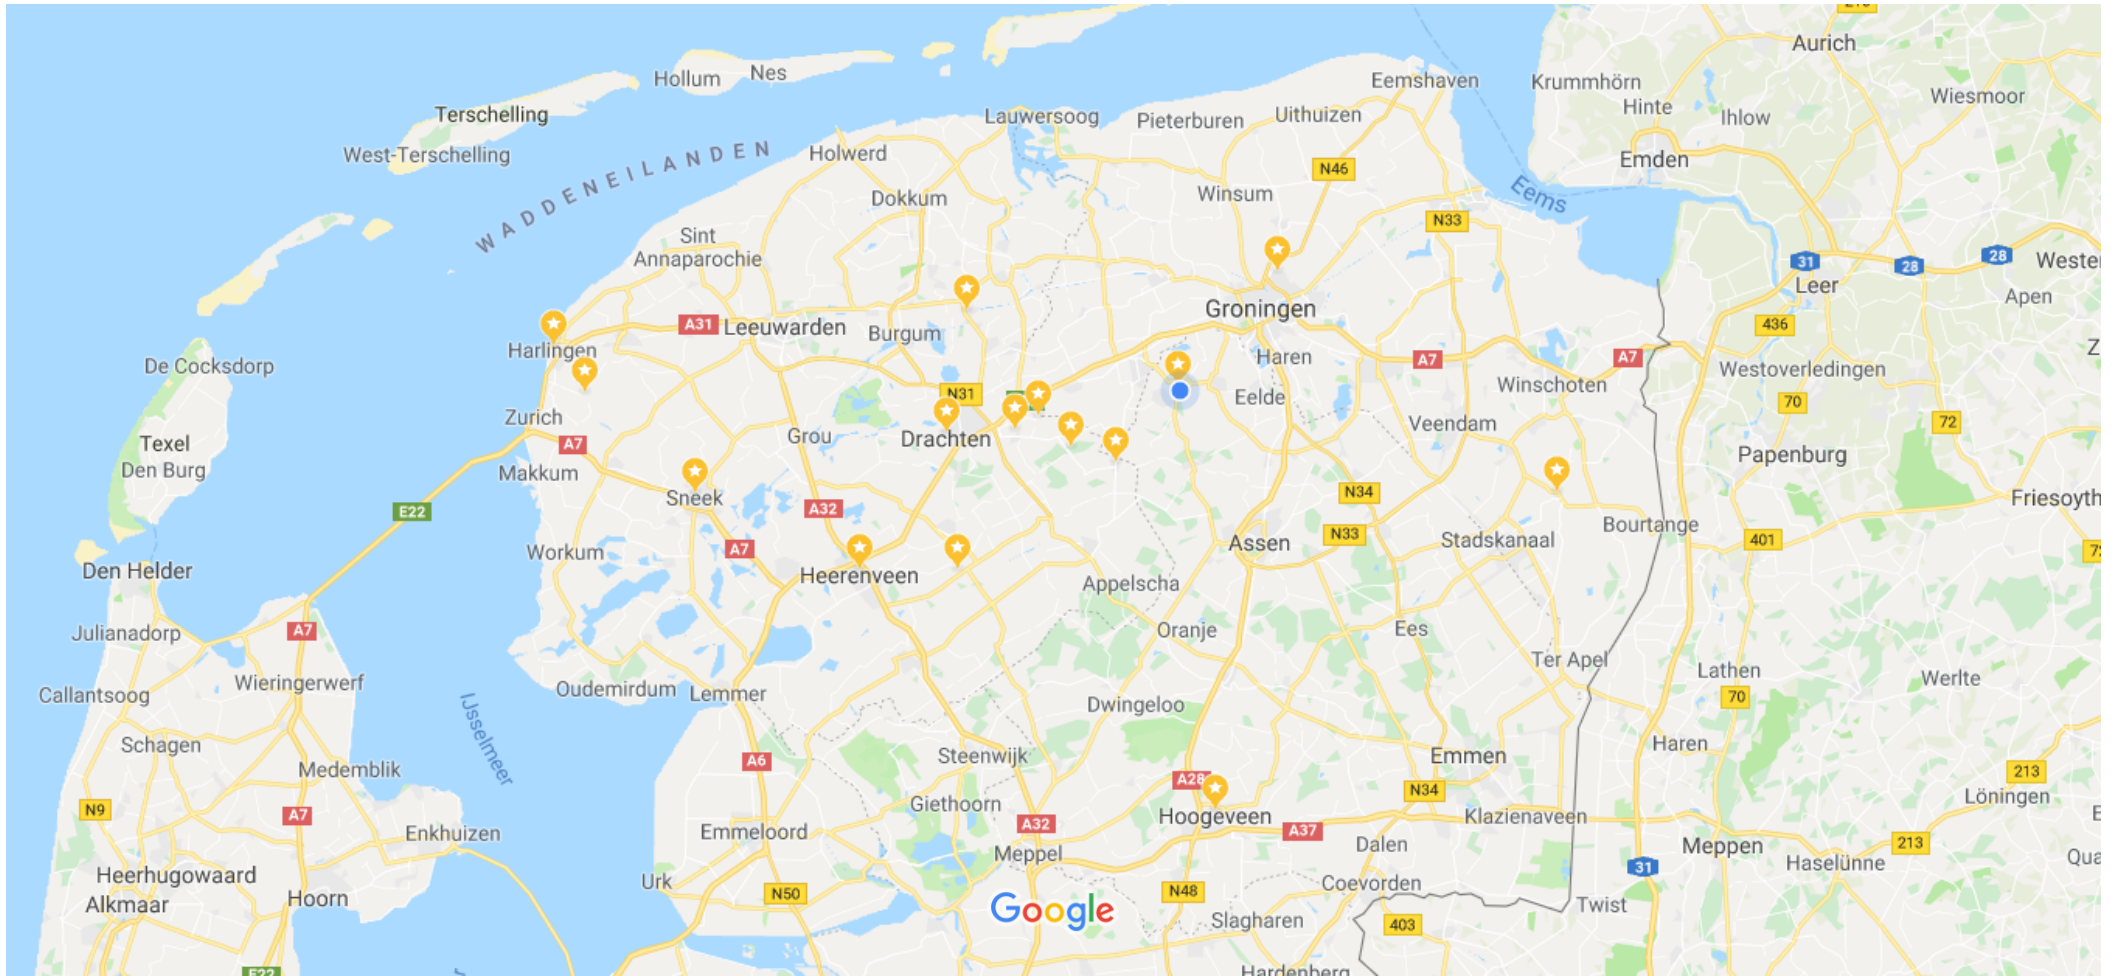 210
Aurich
Hollum
Nes
Eemshaven
Krummhörn
Wiesmoor
Hinte
Terschelling
Lauwersoog
Pieterburen
Uithuizen
Ihlow
West-Terschelling
WADDENEILANDEN
Holwerd
Emden
N46
Dokkum
Winsum
Eems
N33
Sint
Annaparochie
31
28
28
Leer
Apen
Groningen
A31
Leeuwarden
Burgum
436
Harlingen
De Cocksdorp
Haren
A7
A7
Westoverledingen
Z
Winschoten
N31
Eelde
70
Zurich
Texel
A7
Grou
Drachten
Veendam
72
Den Burg
Makkum
Papenburg
Sneek
N34
Friesoyth
E22
A32
Bourtange
Workum
A7
Assen
N33
Stadskanaal
401
Den Helder
Heerenveen
Appelscha
Julianadorp
A7
Oranje
Ees
Ter Apel
Lathen
Werlte
Callantsoog
Wieringerwerf
Oudemirdum
Lemmer
70
IJsselmeer
Dwingeloo
Schagen
Haren
Medemblik
A6
Steenwijk
Emmen
213
N9
A7
Giethoorn
A28
N34
Löningen
Enkhuizen
Emmeloord
A32
Hoogeveen
A37
Klazienaveen
Meppen
213
Meppel
Dalen
Haselünne
Qua
Heerhugowaard
Urk
31
Alkmaar
Hoorn
N50
Google
N48
Coevorden
Twist
Slagharen
403
E22
Hardenberg